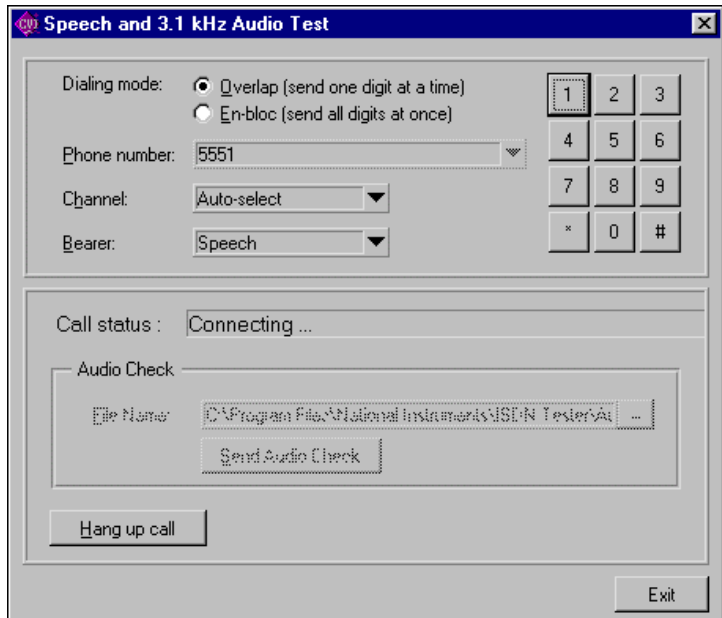 CVI Speech and 3.1 kHz Audio Test
Dialing mode: Overlap (send one digit at a time)
En-bloc (send all digits at once)
Phone number: 5551
Channel: Auto-select
Bearer: Speech
1 2 3
4 5 6
7 8 9
* 0 #
Call status : Connecting ...
Audio Check
File Name: C:\Program Files\National Instruments\ISDN Tester\Au ...
Send Audio Check
Hang up call
Exit